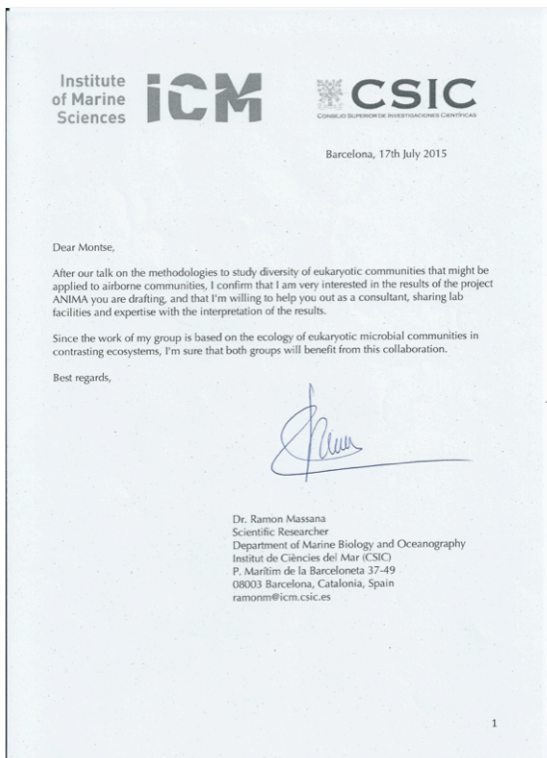 Institute
of Marine
Sciences
iCM
CSIC
CONSEJO SUPERIOR DE INVESTIGACIONES CIENTÍFICAS
Barcelona, 17th July 2015
Dear Montse,
After our talk on the methodologies to study diversity of eukaryotic communities that might be
applied to airborne communities, I confirm that I am very interested in the results of the project
ANIMA you are drafting, and that I'm willing to help you out as a consultant, sharing lab
facilities and expertise with the interpretation of the results.
Since the work of my group is based on the ecology of eukaryotic microbial communities in
contrasting ecosystems, I'm sure that both groups will benefit from this collaboration.
Best regards,
Dr. Ramon Massana
Scientific Researcher
Department of Marine Biology and Oceanography
Institut de Ciències del Mar (CSIC)
P. Marítim de la Barceloneta 37-49
08003 Barcelona, Catalonia, Spain
ramonm@icm.csic.es
1